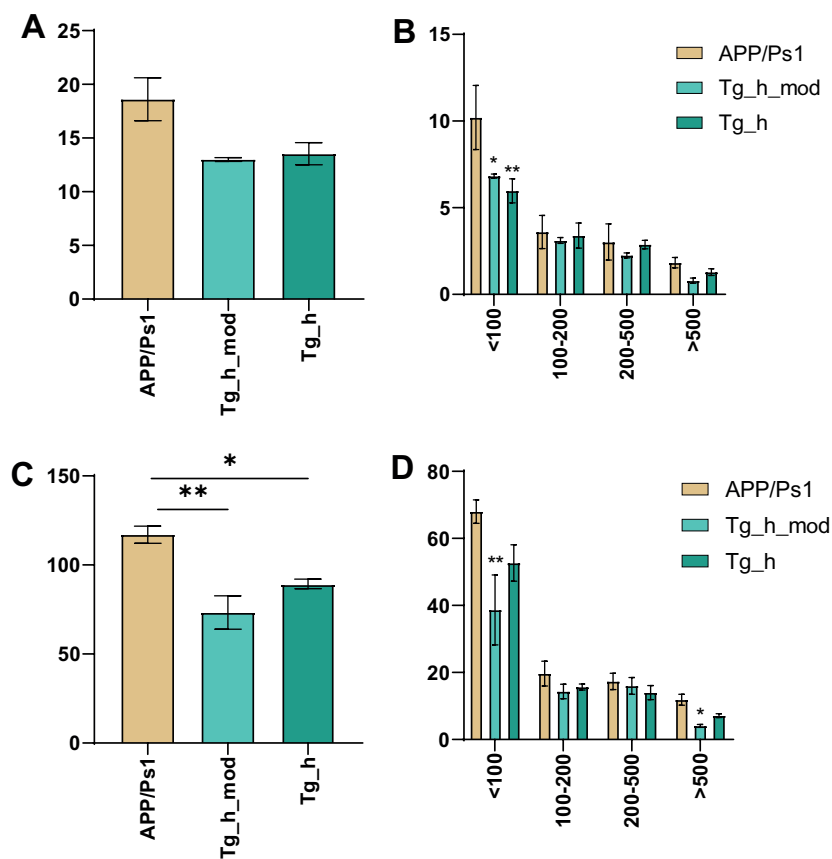 A
25
20
15
10
5
0
APP/Ps1
Tg_h_mod
Tg_h
B
15
10
5
0
* **
<100
100-200
200-500
>500
APP/Ps1
Tg_h_mod
Tg_h
C
150
100
50
0
*
**
APP/Ps1
Tg_h_mod
Tg_h
D
80
60
40
20
0
**
*
<100
100-200
200-500
>500
APP/Ps1
Tg_h_mod
Tg_h